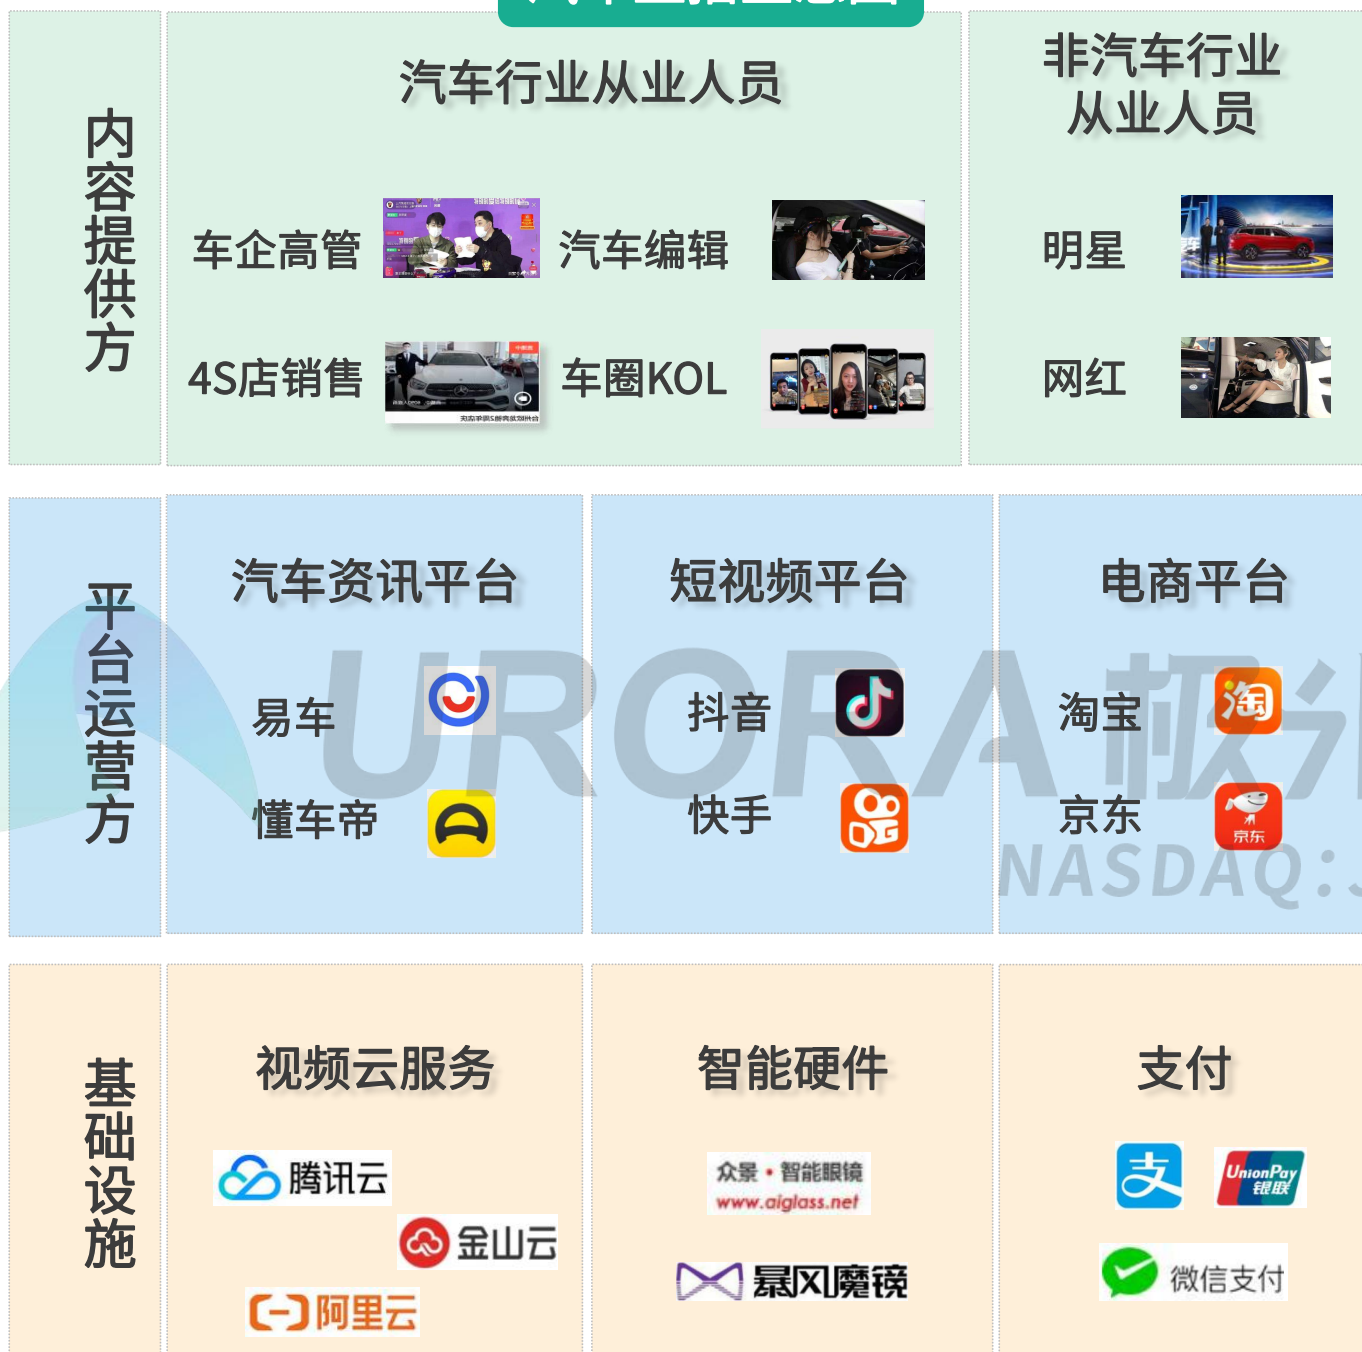 汽车行业从业人员
非汽车行业
从业人员
内容提供方
车企高管
汽车编辑
明星
4S店销售
车圈KOL
网红
汽车资讯平台
短视频平台
电商平台
平台运营方
易车
抖音
淘宝
淘
懂车帝
快手
京东
京东
URORA 极
NASDAQ:
视频云服务
智能硬件
支付
基础设施
腾讯云
众景·智能眼镜
www.aiglass.net
支
UnionPay
银联
金山云
暴风魔镜
微信支付
阿里云